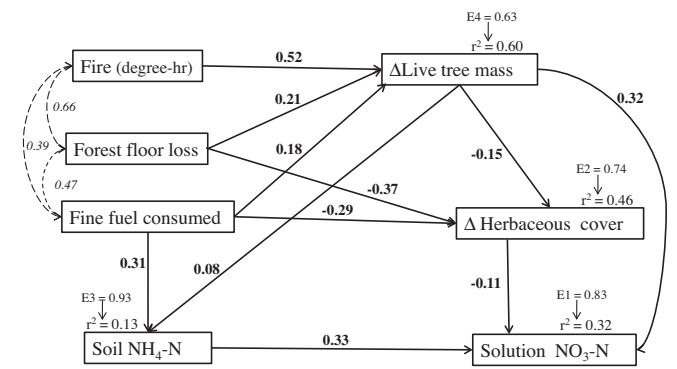 E4 = 0.63
r² = 0.60
Fire (degree-hr)
0.52
ΔLive tree mass
0.66
0.21
0.32
0.39
Forest floor loss
0.18
-0.15
0.47
-0.37
E2 = 0.74
r² = 0.46
Fine fuel consumed
-0.29
Δ Herbaceous cover
0.31
0.08
-0.11
E3 = 0.93
r² = 0.13
E1 = 0.83
r² = 0.32
Soil NH₄-N
0.33
Solution NO₃-N